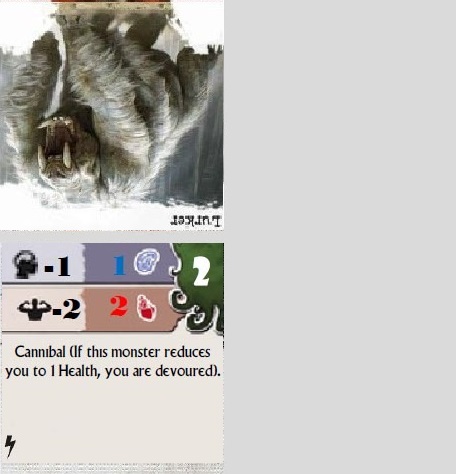 Lurker
-1 1 2
-2 2
Cannibal (If this monster reduces
you to 1 Health, you are devoured).